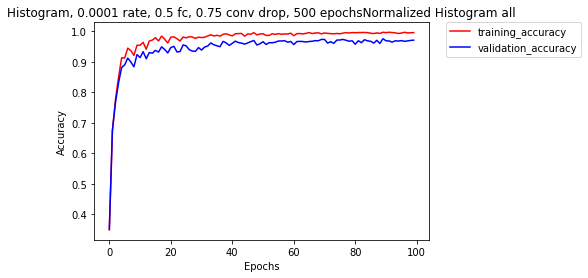 Histogram, 0.0001 rate, 0.5 fc, 0.75 conv drop, 500 epochsNormalized Histogram all
training_accuracy
validation_accuracy
1.0
0.9
0.8
0.7
0.6
0.5
0.4
Accuracy
0 20 40 60 80 100
Epochs